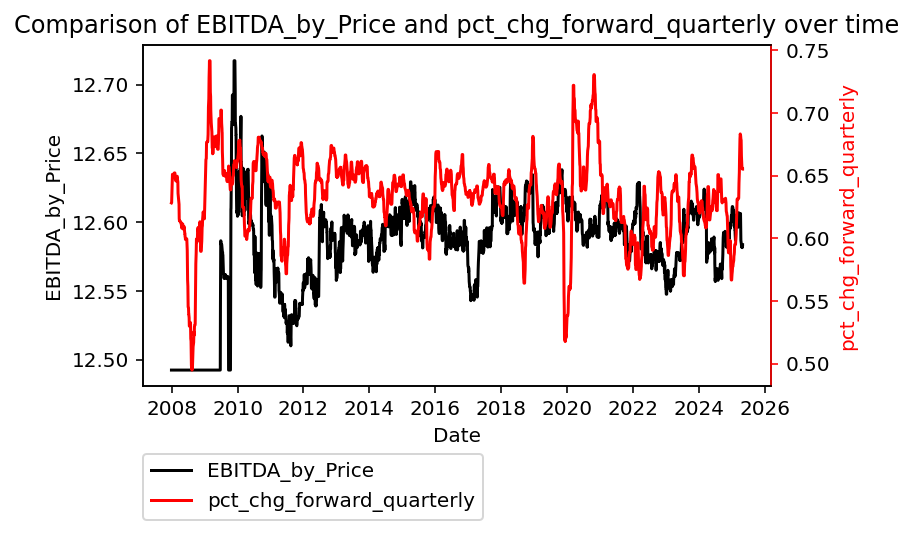 Comparison of EBITDA_by_Price and pct_chg_forward_quarterly over time
12.70
12.65
12.60
12.55
12.50
EBITDA_by_Price
0.75
0.70
0.65
0.60
0.55
0.50
pct_chg_forward_quarterly
2008 2010 2012 2014 2016 2018 2020 2022 2024 2026
Date
EBITDA_by_Price
pct_chg_forward_quarterly